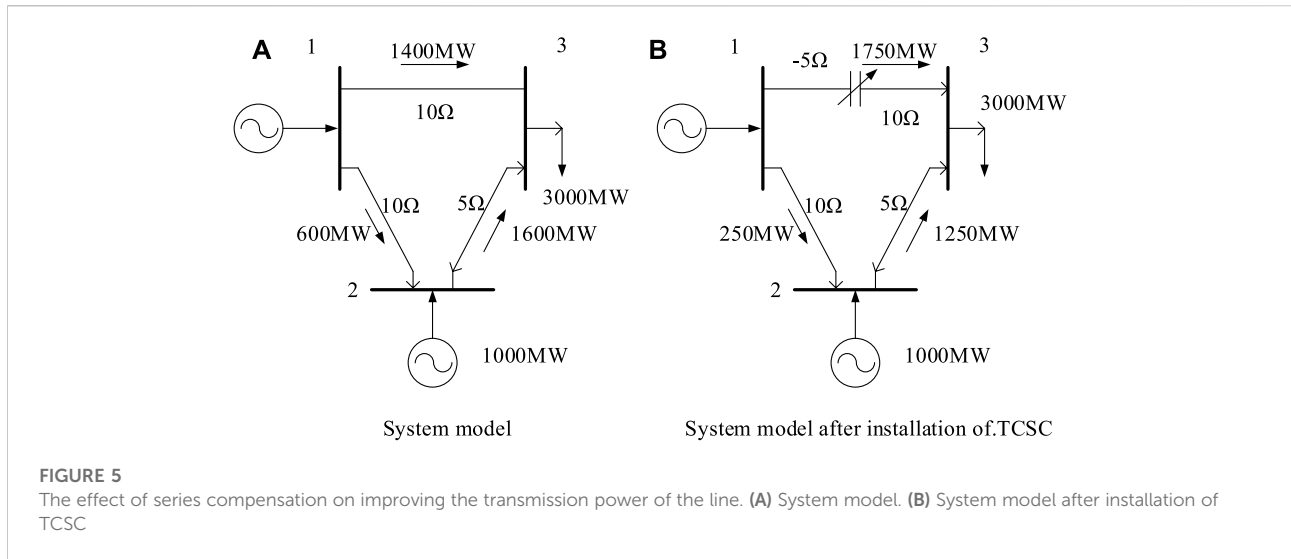 A
1
1400MW
3
10Ω
3000MW
10Ω
5Ω
600MW
1600MW
2
1000MW
System model
B
1
-5Ω
1750MW
3
10Ω
3000MW
10Ω
5Ω
250MW
1250MW
2
1000MW
System model after installation of.TCSC
FIGURE 5
The effect of series compensation on improving the transmission power of the line. (A) System model. (B) System model after installation of
TCSC